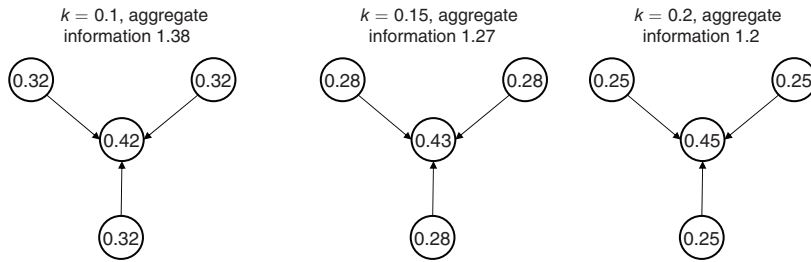 k = 0.1, aggregate
information 1.38
0.32
0.32
0.42
0.32
k = 0.15, aggregate
information 1.27
0.28
0.28
0.43
0.28
k = 0.2, aggregate
information 1.2
0.25
0.25
0.45
0.25